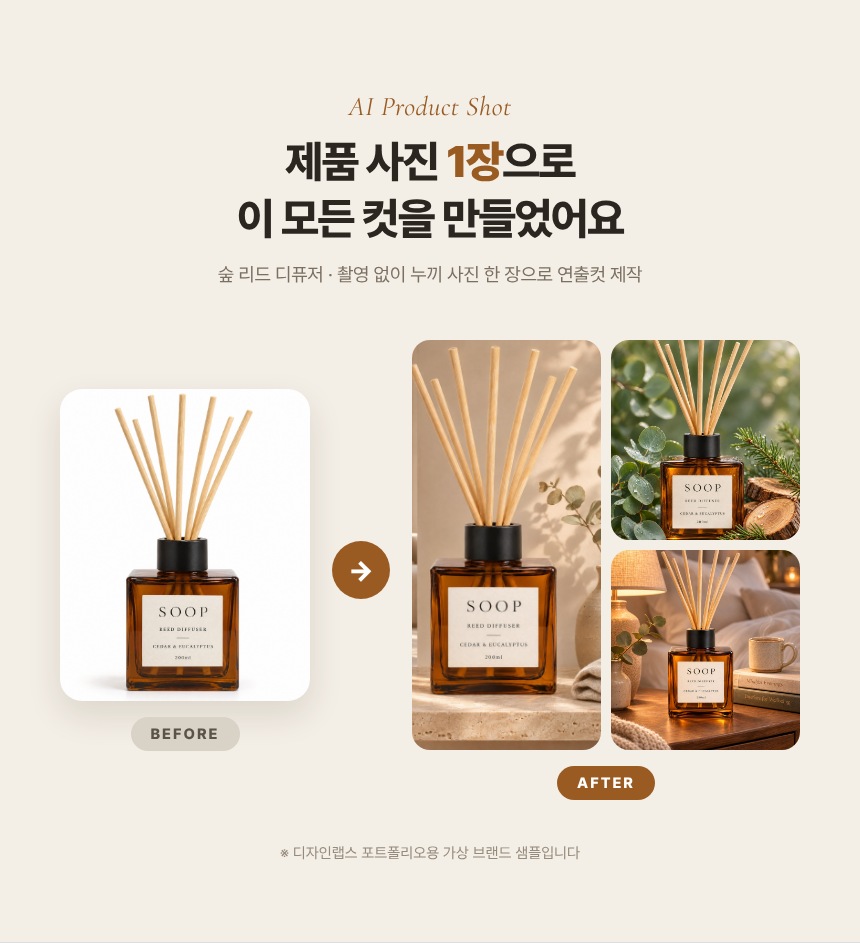 AI Product Shot
제품 사진 1장으로
이 모든 컷을 만들었어요
숲 리드 디퓨저 · 촬영 없이 누끼 사진 한 장으로 연출컷 제작
SOOP
REED DIFFUSER
CEDAR & EUCALYPTUS
200ml
BEFORE
→
SOOP
REED DIFFUSER
CEDAR & EUCALYPTUS
200ml
SOOP
REED DIFFUSER
CEDAR & EUCALYPTUS
200ml
SOOP
AFTER
※ 디자인랩스 포트폴리오용 가상 브랜드 샘플입니다